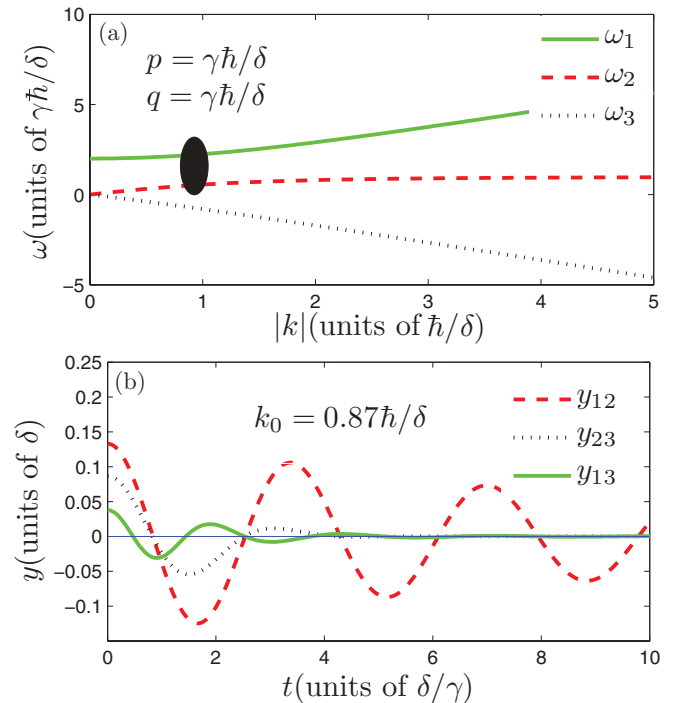 (a)
p = γħ/δ
q = γħ/δ
ω₁
ω₂
ω₃
10
5
0
−5
ω(units of γħ/δ)
0 1 2 3 4 5
|k|(units of ħ/δ)
(b)
k₀ = 0.87ħ/δ
y₁₂
y₂₃
y₁₃
0.25
0.2
0.15
0.1
0.05
0
−0.05
−0.1
y(units of δ)
0 2 4 6 8 10
t(units of δ/γ)